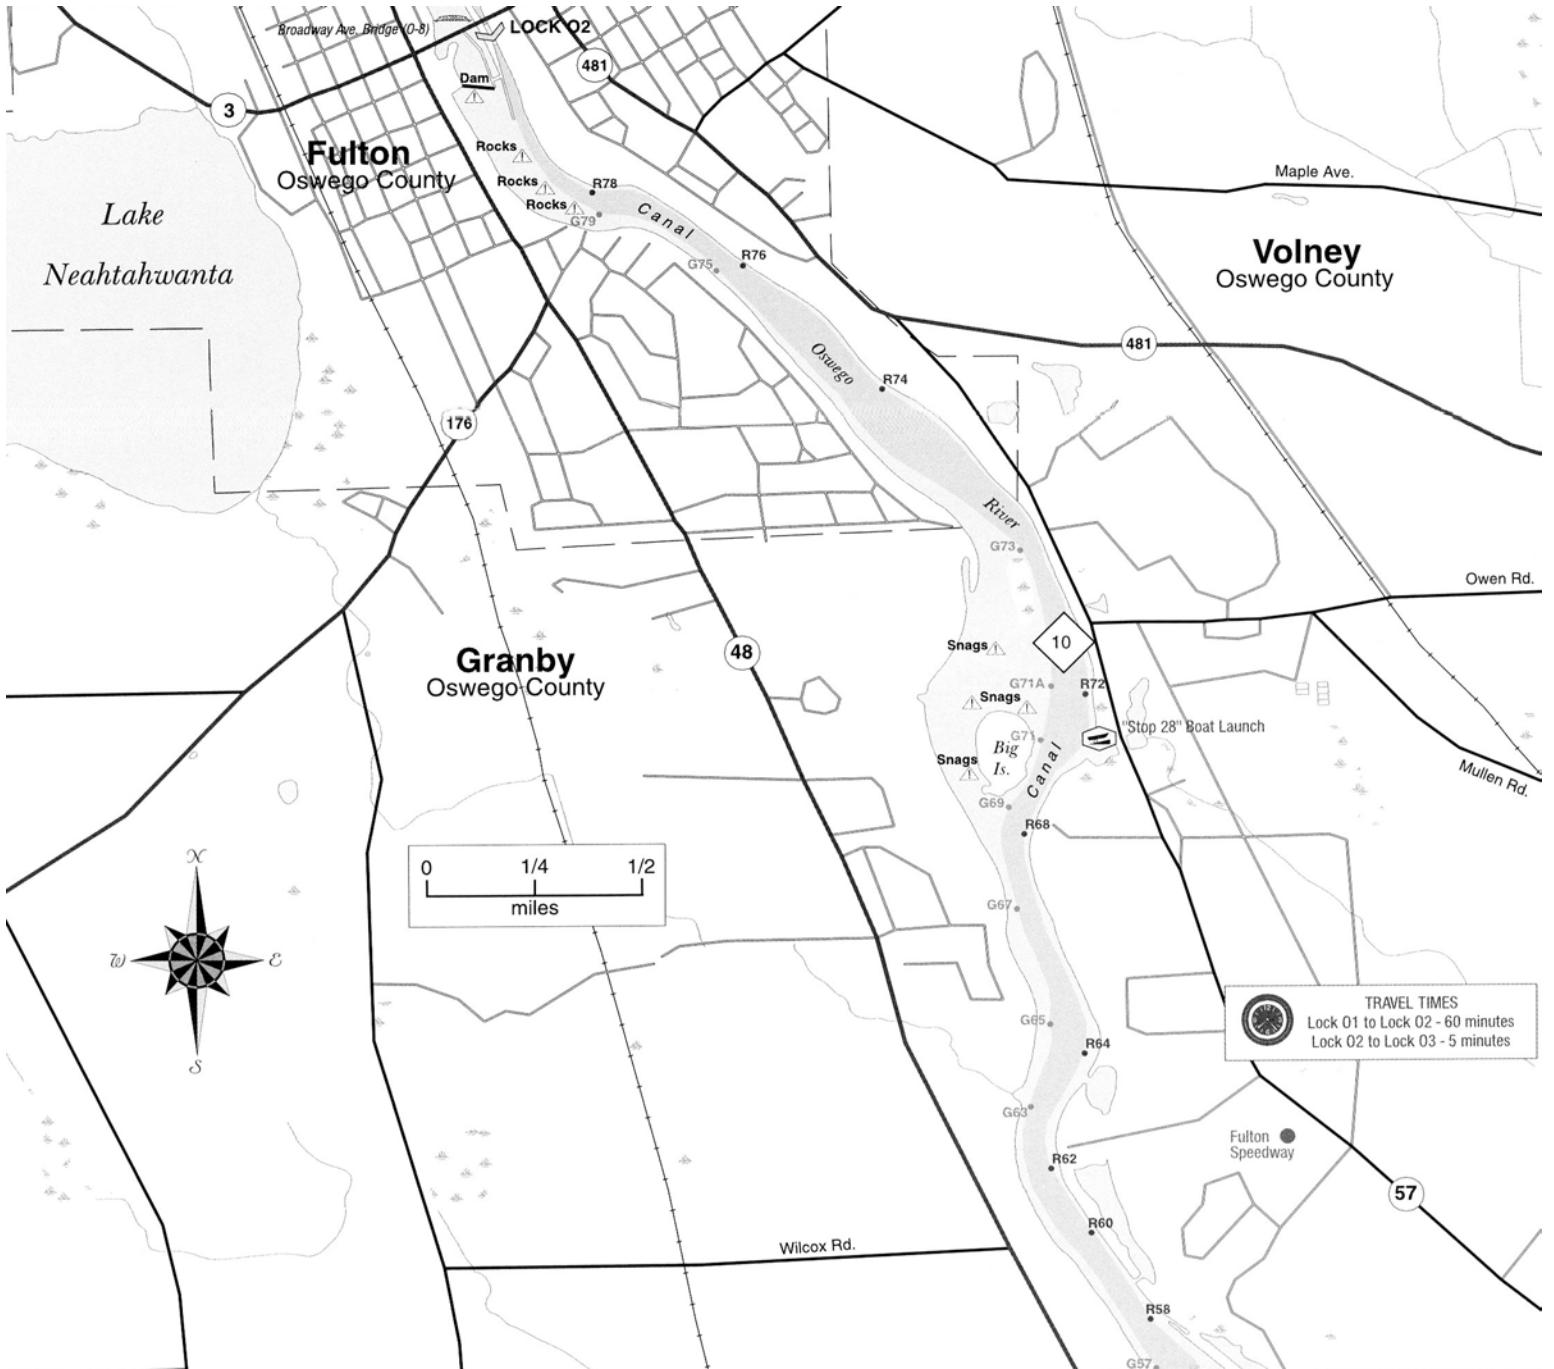 Broadway Ave. Bridge (O-8)
LOCK O2
481
Dam
3
Fulton
Oswego County
Rocks
Rocks
Rocks
R78
G79
Canal
Maple Ave.
Lake
Neahtahwanta
Volney
Oswego County
G75
R76
481
Oswego
R74
176
River
G73
Owen Rd.
10
Snags
48
Granby
Oswego County
G71A
R72
Snags
"Stop 28" Boat Launch
G71
Big
Is.
Snags
Canal
Mullen Rd.
G69
R68
N
W
E
S
0 1/4 1/2
miles
G67
TRAVEL TIMES
Lock O1 to Lock O2 - 60 minutes
Lock O2 to Lock O3 - 5 minutes
G65
R64
G63
Fulton
Speedway
R62
57
R60
Wilcox Rd.
R58
G57